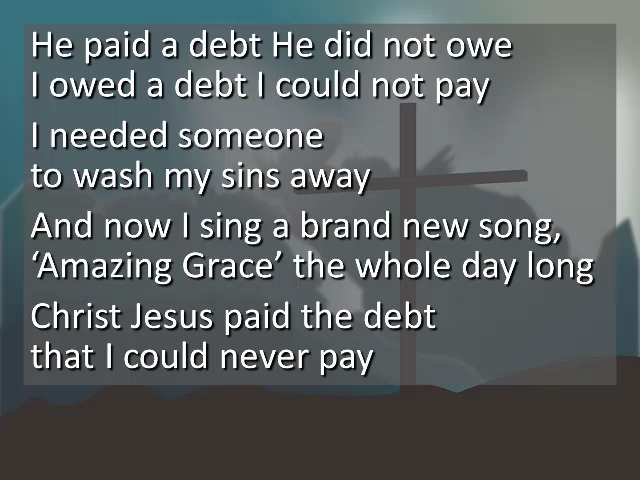 He paid a debt He did not owe
I owed a debt I could not pay
I needed someone
to wash my sins away
And now I sing a brand new song,
‘Amazing Grace’ the whole day long
Christ Jesus paid the debt
that I could never pay